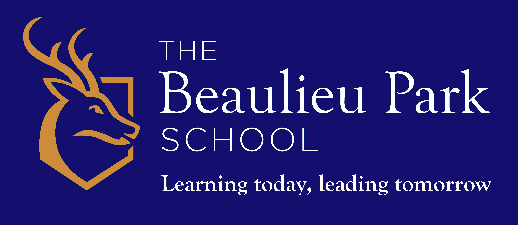 THE
Beaulieu Park
SCHOOL
Learning today, leading tomorrow